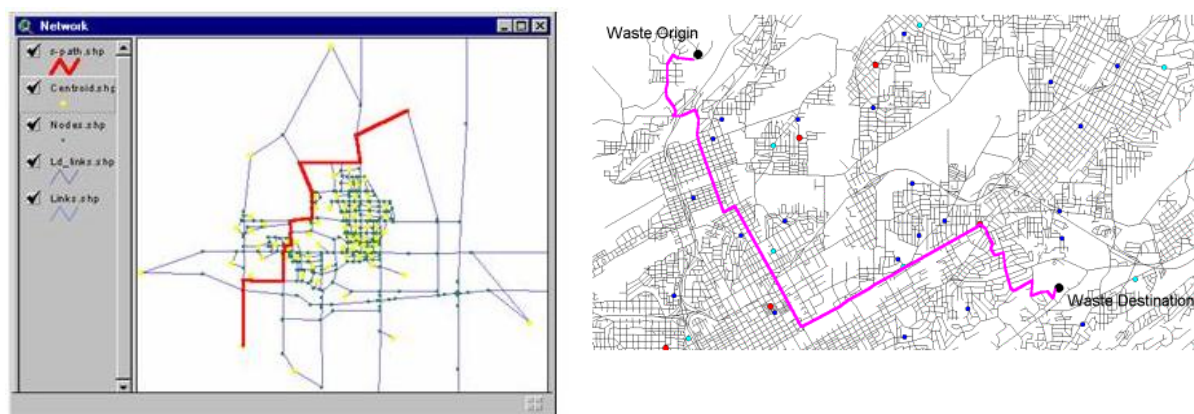 Network
s-path.shp
Centroid.shp
Nodes.shp
Ld_links.shp
Links.shp
Waste Origin
Waste Destination